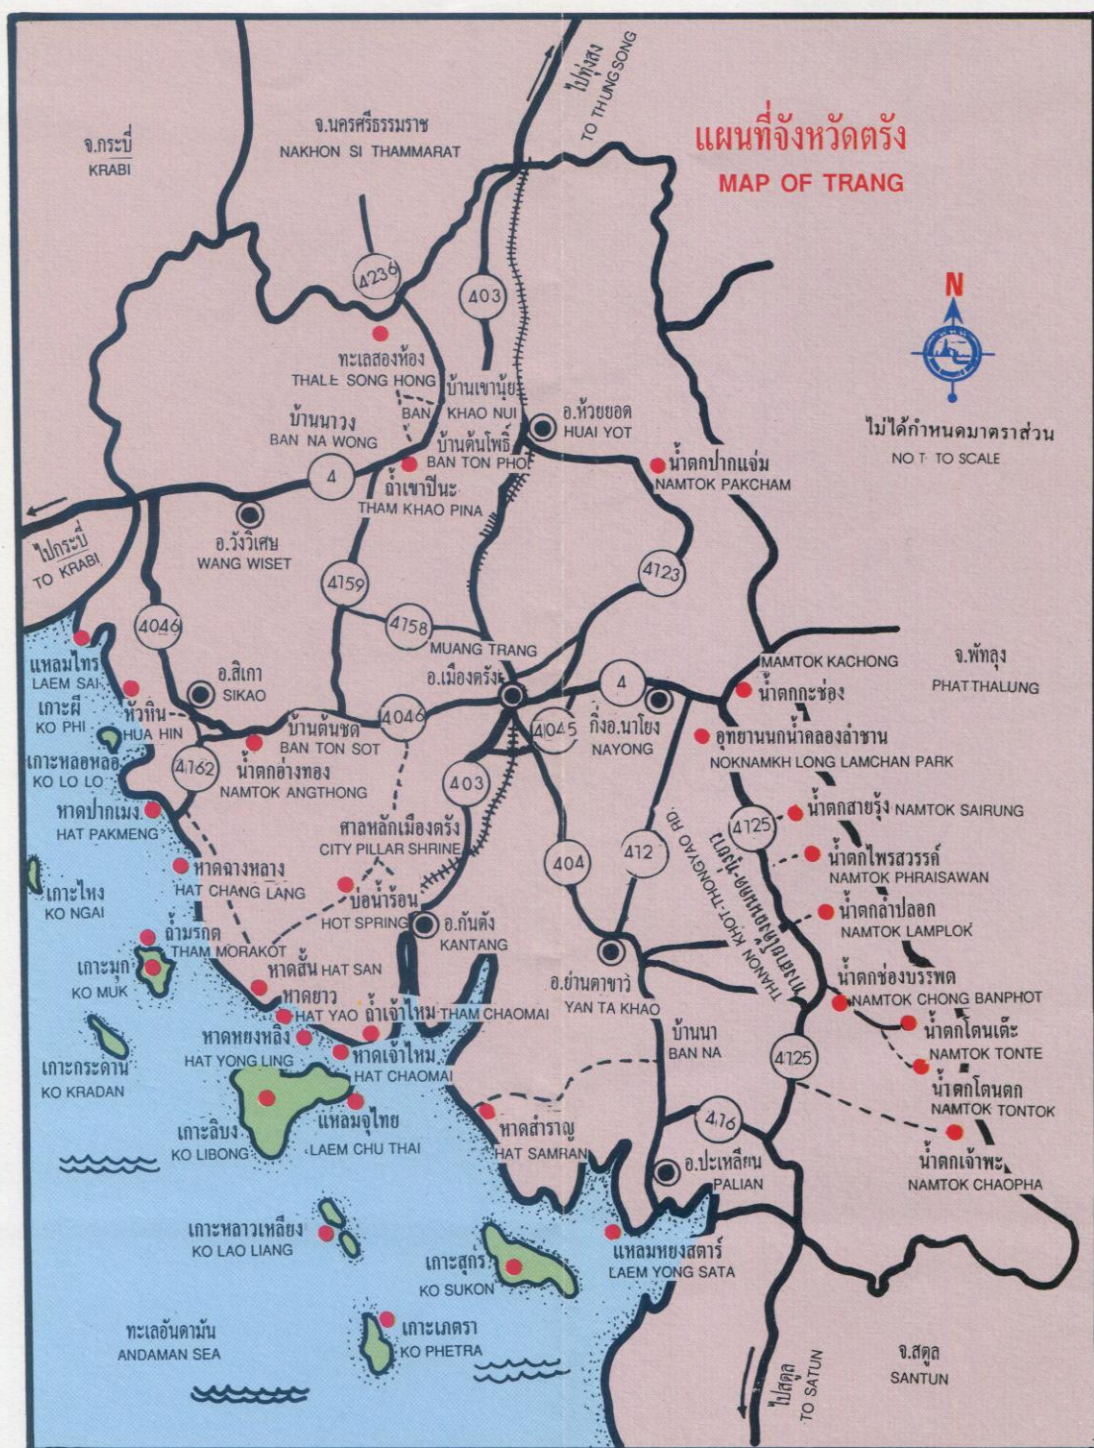 แผนที่จังหวัดตรัง
MAP OF TRANG
จ.กระบี่
KRABI
จ.นครศรีธรรมราช
NAKHON SI THAMMARAT
ไปทุ่งสง
TO THUNGSONG
N
ไม่ได้กำหนดมาตราส่วน
NOT TO SCALE
4236
403
ทะเลสองห้อง
THALE SONG HONG
บ้านเขานุ้ย
BAN KHAO NUI
อ.ห้วยยอด
HUAI YOT
บ้านนาวง
BAN NA WONG
บ้านต้นโพธิ์
BAN TON PHO
น้ำตกปากแจ่ม
NAMTOK PAKCHAM
4
ถ้ำเขาปินะ
THAM KHAO PINA
อ.วังวิเศษ
WANG WISET
ไปกระบี่
TO KRABI
4159
4123
4046
4158
MUANG TRANG
อ.เมืองตรัง
MAMTOK KACHONG
น้ำตกกะช่อง
จ.พัทลุง
PHATTHALUNG
แหลมไทร
LAEM SAI
อ.สิเกา
SIKAO
4
เกาะผี
KO PHI
หัวหิน
HUA HIN
บ้านต้นชด
BAN TON SOT
4046
4045
กิ่งอ.นาโยง
NAYONG
อุทยานนกน้ำคลองลำชาน
NOKNAMKH LONG LAMCHAN PARK
เกาะหลอหลอ
KO LO LO
4162
น้ำตกอ่างทอง
NAMTOK ANGTHONG
403
หาดปากเมง
HAT PAKMENG
ศาลหลักเมืองตรัง
CITY PILLAR SHRINE
404
412
THANON KHOT-THONGYAO RD.
4125
น้ำตกสายรุ้ง NAMTOK SAIRUNG
น้ำตกไพรสวรรค์
NAMTOK PHRAISAWAN
หาดฉางหลาง
HAT CHANG LANG
เกาะไหง
KO NGAI
บ่อน้ำร้อน
HOT SPRING
อ.กันตัง
KANTANG
น้ำตกลำปลอก
NAMTOK LAMPLOK
ถ้ำมรกต
THAM MORAKOT
เกาะมุก
KO MUK
หาดสั้น HAT SAN
อ.ย่านตาขาว
YAN TA KHAO
น้ำตกช่องบรรพต
NAMTOK CHONG BANPHOT
หาดยาว
HAT YAO
ถ้ำเจ้าไหม THAM CHAOMAI
น้ำตกโตนเต๊ะ
NAMTOK TONTE
หาดหยงหลิง
HAT YONG LING
หาดเจ้าไหม
HAT CHAOMAI
บ้านนา
BAN NA
4125
เกาะกระดาน
KO KRADAN
น้ำตกโตนตก
NAMTOK TONTOK
เกาะลิบง
KO LIBONG
แหลมจุไทย
LAEM CHU THAI
หาดสำราญ
HAT SAMRAN
416
น้ำตกเจ้าพะ
NAMTOK CHAOPHA
อ.ปะเหลียน
PALIAN
เกาะหลาวเหลียง
KO LAO LIANG
เกาะสุกร
KO SUKON
แหลมหยงสตาร์
LAEM YONG SATA
เกาะเภตรา
KO PHETRA
ทะเลอันดามัน
ANDAMAN SEA
ไปสตูล
TO SATUN
จ.สตูล
SANTUN